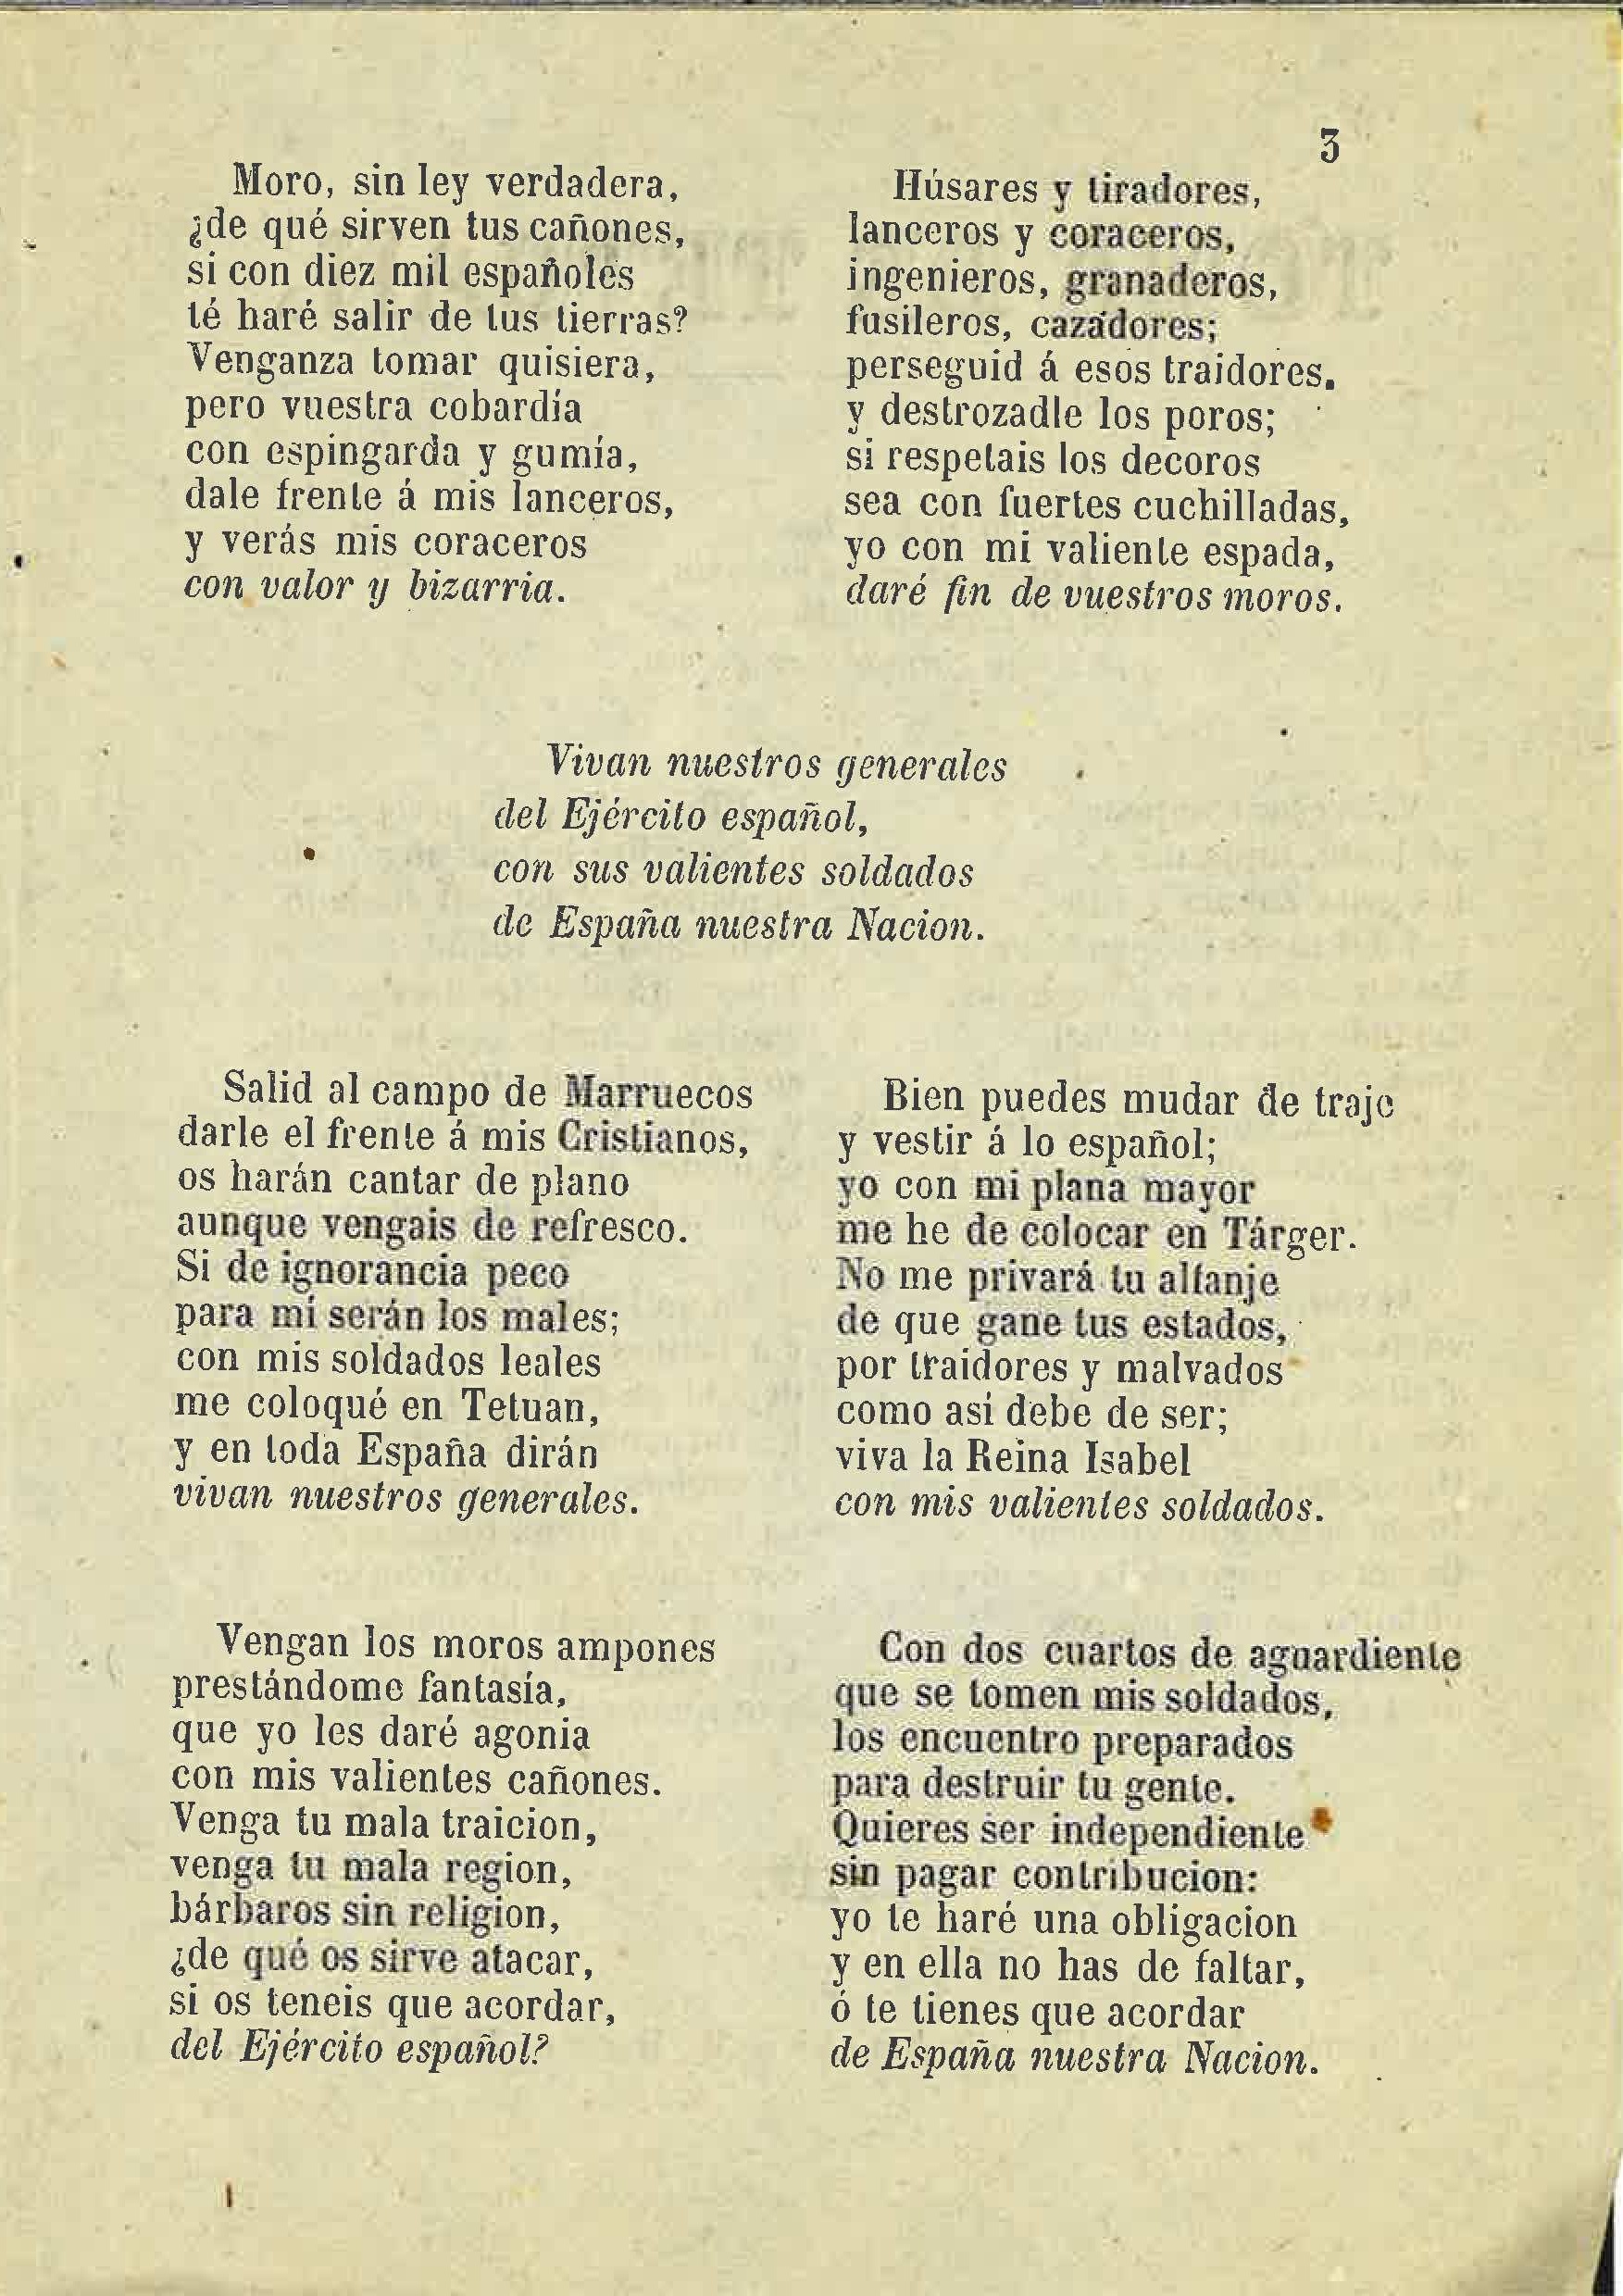 3
Moro, sin ley verdadera,
¿de qué sirven tus cañones,
si con diez mil españoles
té haré salir de tus tierras?
Venganza tomar quisiera,
pero vuestra cobardía
con espingarda y gumía,
dale frente á mis lanceros,
y verás mis coraceros
con valor y bizarria.
Húsares y tiradores,
lanceros y coraceros,
ingenieros, granaderos,
fusileros, cazadores;
perseguid á esos traidores.
y destrozadle los poros;
si respetais los decoros
sea con fuertes cuchilladas,
yo con mi valiente espada,
daré fin de vuestros moros.
Vivan nuestros generales
del Ejército español,
con sus valientes soldados
de España nuestra Nacion.
Salid al campo de Marruecos
darle el frente á mis Cristianos,
os harán cantar de plano
aunque vengais de refresco.
Si de ignorancia peco
para mí serán los males;
con mis soldados leales
me coloqué en Tetuan,
y en toda España dirán
vivan nuestros generales.
Vengan los moros ampones
prestándome fantasía,
que yo les daré agonia
con mis valientes cañones.
Venga tu mala traicion,
venga tu mala region,
bárbaros sin religion,
¿de qué os sirve atacar,
si os teneis que acordar,
del Ejército español?
Bien puedes mudar de traje
y vestir á lo español;
yo con mi plana mayor
me he de colocar en Tárger.
No me privará tu alfanje
de que gane tus estados,
por traidores y malvados
como asi debe de ser;
viva la Reina Isabel
con mis valientes soldados.
Con dos cuartos de aguardiente
que se tomen mis soldados,
los encuentro preparados
para destruir tu gente.
Quieres ser independiente
sin pagar contribucion:
yo te haré una obligacion
y en ella no has de faltar,
ó te tienes que acordar
de España nuestra Nacion.